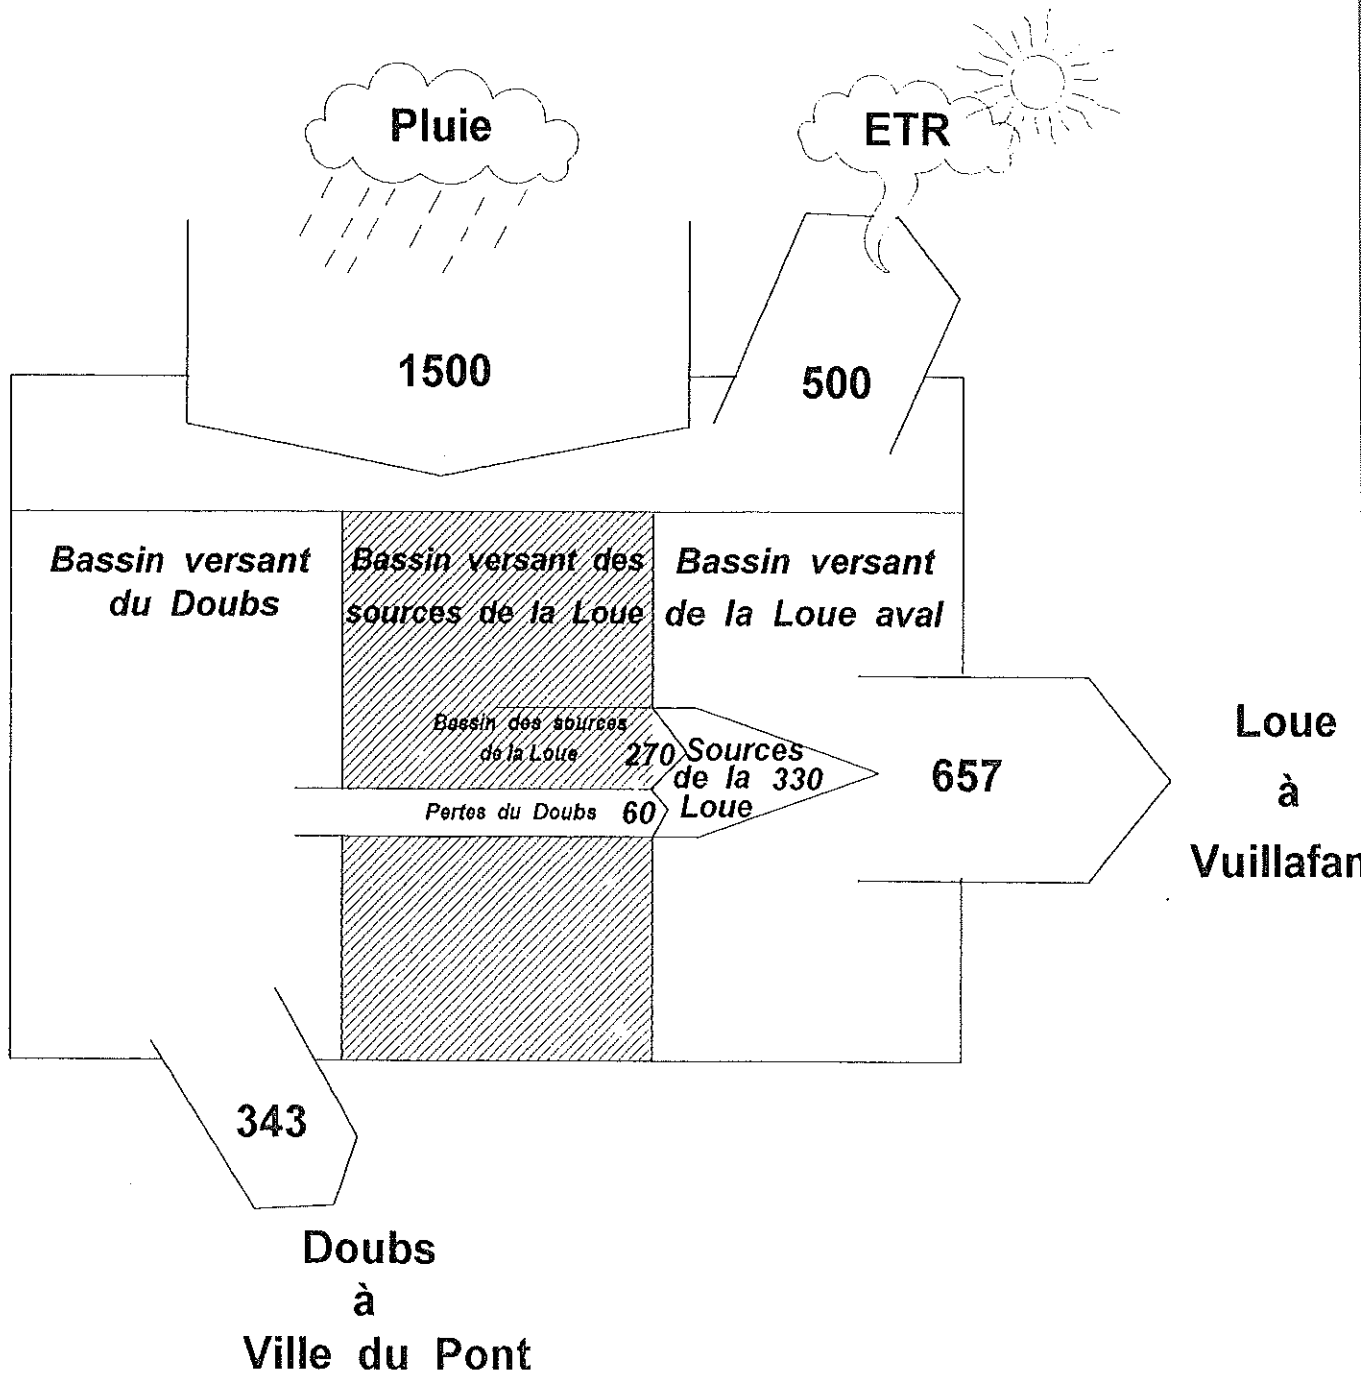 Pluie
ETR
1500
500
Bassin versant
du Doubs
Bassin versant des
sources de la Loue
Bassin versant
de la Loue aval
Bassin des sources
de la Loue
270
Sources
de la 330
Loue
Pertes du Doubs 60
657
Loue
à
Vuillafan
343
Doubs
à
Ville du Pont